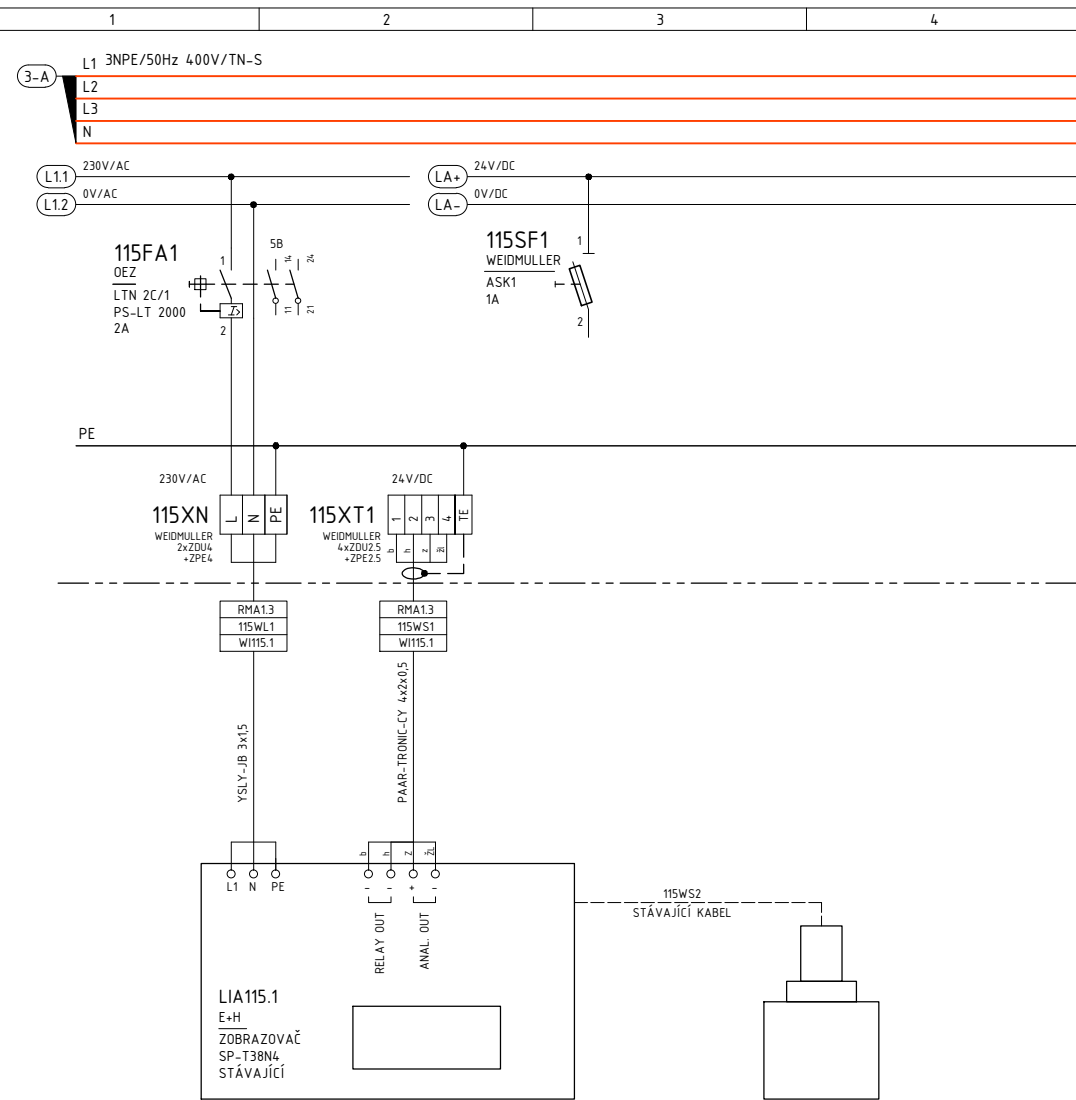 1 2 3 4
3-A
L1 3NPE/50Hz 400V/TN-S
L2
L3
N
L1.1 230V/AC
L1.2 0V/AC
LA+ 24V/DC
LA- 0V/DC
115FA1
OEZ
LTN 2C/1
PS-LT 2000
2A
1
I>
2
5B
14 24
11 21
115SF1
WEIDMULLER
ASK1
1A
1
2
PE
230V/AC
115XN
WEIDMULLER
2xZDU4
+ZPE4
L N PE
24V/DC
115XT1
WEIDMULLER
4xZDU2.5
+ZPE2.5
1 2 3 4 TE
b h z žl
RMA1.3
115WL1
WI115.1
RMA1.3
115WS1
WI115.1
YSLY-JB 3x1,5
PAAR-TRONIC-CY 4x2x0,5
L1 N PE
b h Z ŽL
- - + -
RELAY OUT
ANAL. OUT
115WS2
STÁVAJÍCÍ KABEL
LIA115.1
E+H
ZOBRAZOVAČ
SP-T38N4
STÁVAJÍCÍ